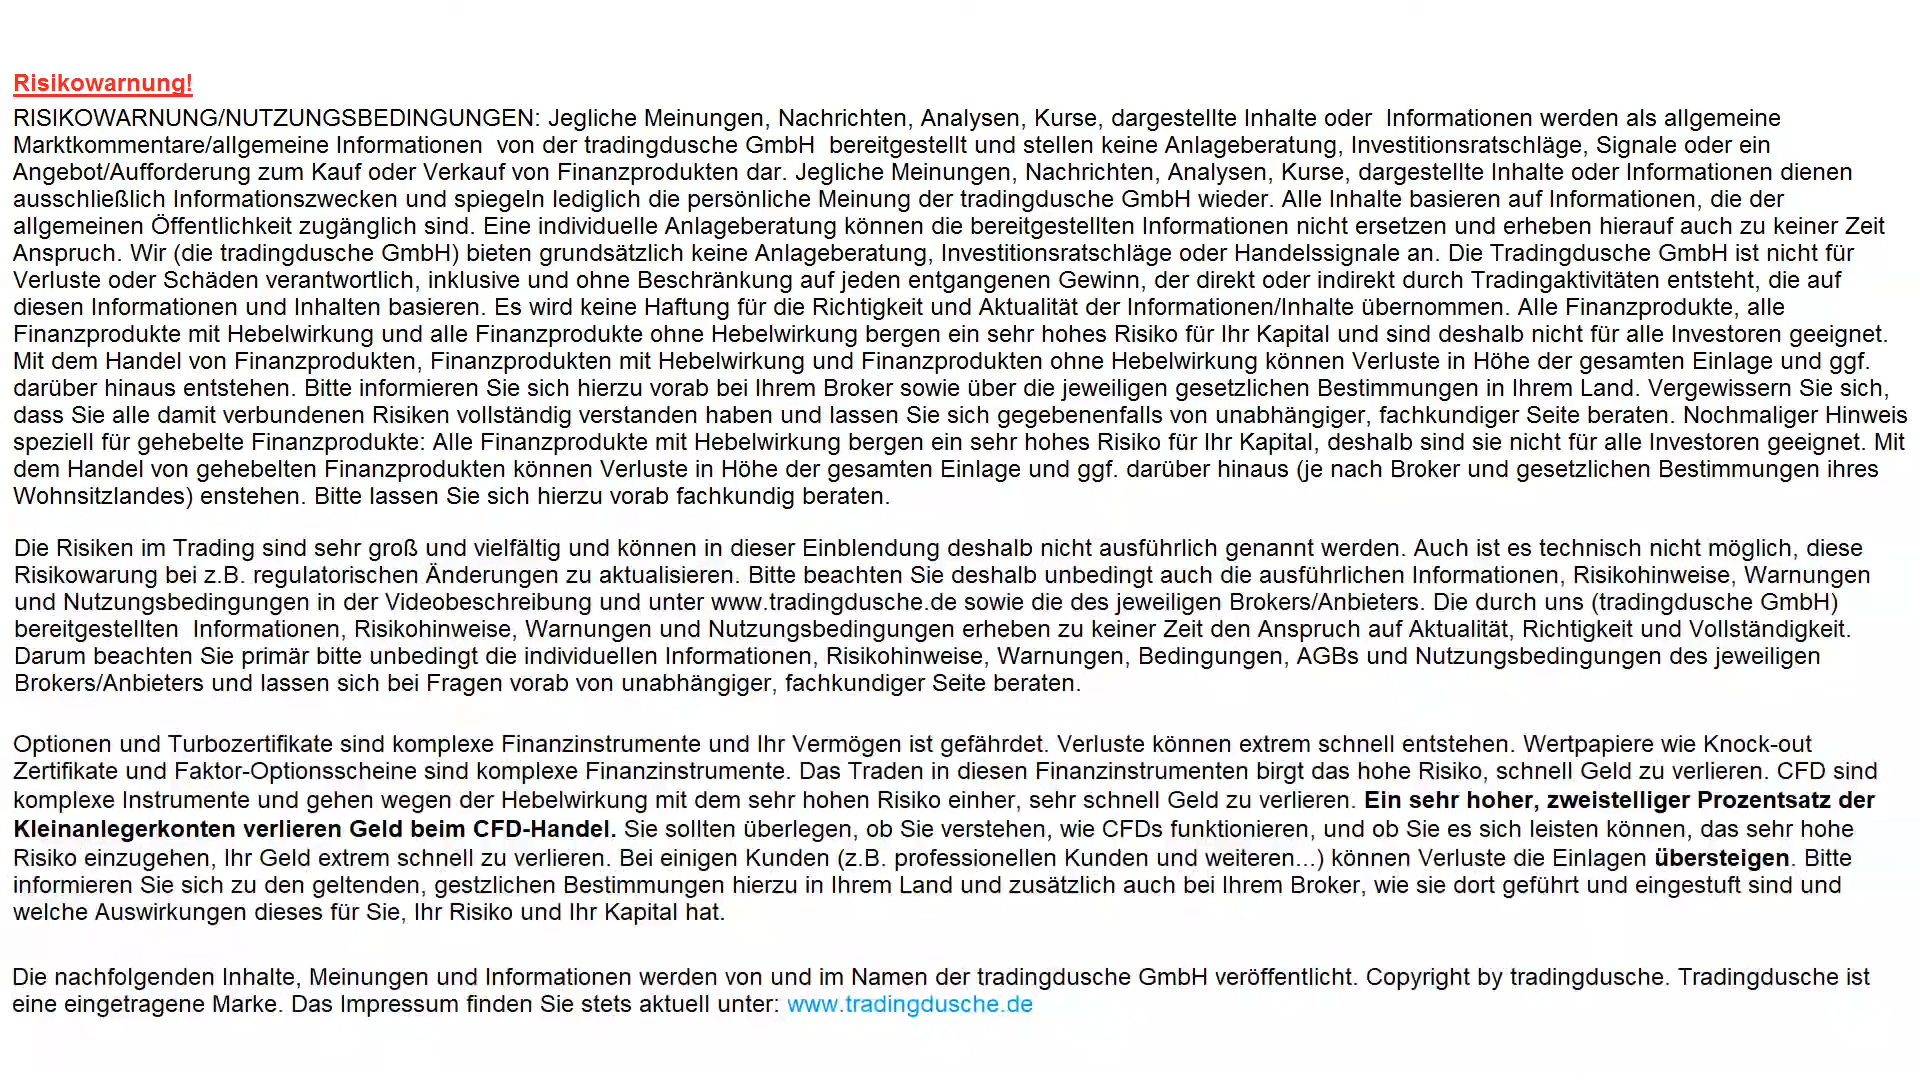 Risikowarnung!
RISIKOWARNUNG/NUTZUNGSBEDINGUNGEN: Jegliche Meinungen, Nachrichten, Analysen, Kurse, dargestellte Inhalte oder  Informationen werden als allgemeine
Marktkommentare/allgemeine Informationen  von der tradingdusche GmbH  bereitgestellt und stellen keine Anlageberatung, Investitionsratschläge, Signale oder ein
Angebot/Aufforderung zum Kauf oder Verkauf von Finanzprodukten dar. Jegliche Meinungen, Nachrichten, Analysen, Kurse, dargestellte Inhalte oder Informationen dienen
ausschließlich Informationszwecken und spiegeln lediglich die persönliche Meinung der tradingdusche GmbH wieder. Alle Inhalte basieren auf Informationen, die der
allgemeinen Öffentlichkeit zugänglich sind. Eine individuelle Anlageberatung können die bereitgestellten Informationen nicht ersetzen und erheben hierauf auch zu keiner Zeit
Anspruch. Wir (die tradingdusche GmbH) bieten grundsätzlich keine Anlageberatung, Investitionsratschläge oder Handelssignale an. Die Tradingdusche GmbH ist nicht für
Verluste oder Schäden verantwortlich, inklusive und ohne Beschränkung auf jeden entgangenen Gewinn, der direkt oder indirekt durch Tradingaktivitäten entsteht, die auf
diesen Informationen und Inhalten basieren. Es wird keine Haftung für die Richtigkeit und Aktualität der Informationen/Inhalte übernommen. Alle Finanzprodukte, alle
Finanzprodukte mit Hebelwirkung und alle Finanzprodukte ohne Hebelwirkung bergen ein sehr hohes Risiko für Ihr Kapital und sind deshalb nicht für alle Investoren geeignet.
Mit dem Handel von Finanzprodukten, Finanzprodukten mit Hebelwirkung und Finanzprodukten ohne Hebelwirkung können Verluste in Höhe der gesamten Einlage und ggf.
darüber hinaus entstehen. Bitte informieren Sie sich hierzu vorab bei Ihrem Broker sowie über die jeweiligen gesetzlichen Bestimmungen in Ihrem Land. Vergewissern Sie sich,
dass Sie alle damit verbundenen Risiken vollständig verstanden haben und lassen Sie sich gegebenenfalls von unabhängiger, fachkundiger Seite beraten. Nochmaliger Hinweis
speziell für gehebelte Finanzprodukte: Alle Finanzprodukte mit Hebelwirkung bergen ein sehr hohes Risiko für Ihr Kapital, deshalb sind sie nicht für alle Investoren geeignet. Mit
dem Handel von gehebelten Finanzprodukten können Verluste in Höhe der gesamten Einlage und ggf. darüber hinaus (je nach Broker und gesetzlichen Bestimmungen ihres
Wohnsitzlandes) enstehen. Bitte lassen Sie sich hierzu vorab fachkundig beraten.
Die Risiken im Trading sind sehr groß und vielfältig und können in dieser Einblendung deshalb nicht ausführlich genannt werden. Auch ist es technisch nicht möglich, diese
Risikowarung bei z.B. regulatorischen Änderungen zu aktualisieren. Bitte beachten Sie deshalb unbedingt auch die ausführlichen Informationen, Risikohinweise, Warnungen
und Nutzungsbedingungen in der Videobeschreibung und unter www.tradingdusche.de sowie die des jeweiligen Brokers/Anbieters. Die durch uns (tradingdusche GmbH)
bereitgestellten  Informationen, Risikohinweise, Warnungen und Nutzungsbedingungen erheben zu keiner Zeit den Anspruch auf Aktualität, Richtigkeit und Vollständigkeit.
Darum beachten Sie primär bitte unbedingt die individuellen Informationen, Risikohinweise, Warnungen, Bedingungen, AGBs und Nutzungsbedingungen des jeweiligen
Brokers/Anbieters und lassen sich bei Fragen vorab von unabhängiger, fachkundiger Seite beraten.
Optionen und Turbozertifikate sind komplexe Finanzinstrumente und Ihr Vermögen ist gefährdet. Verluste können extrem schnell entstehen. Wertpapiere wie Knock-out
Zertifikate und Faktor-Optionsscheine sind komplexe Finanzinstrumente. Das Traden in diesen Finanzinstrumenten birgt das hohe Risiko, schnell Geld zu verlieren. CFD sind
komplexe Instrumente und gehen wegen der Hebelwirkung mit dem sehr hohen Risiko einher, sehr schnell Geld zu verlieren. Ein sehr hoher, zweistelliger Prozentsatz der
Kleinanlegerkonten verlieren Geld beim CFD-Handel. Sie sollten überlegen, ob Sie verstehen, wie CFDs funktionieren, und ob Sie es sich leisten können, das sehr hohe
Risiko einzugehen, Ihr Geld extrem schnell zu verlieren. Bei einigen Kunden (z.B. professionellen Kunden und weiteren...) können Verluste die Einlagen übersteigen. Bitte
informieren Sie sich zu den geltenden, gestzlichen Bestimmungen hierzu in Ihrem Land und zusätzlich auch bei Ihrem Broker, wie sie dort geführt und eingestuft sind und
welche Auswirkungen dieses für Sie, Ihr Risiko und Ihr Kapital hat.
Die nachfolgenden Inhalte, Meinungen und Informationen werden von und im Namen der tradingdusche GmbH veröffentlicht. Copyright by tradingdusche. Tradingdusche ist
eine eingetragene Marke. Das Impressum finden Sie stets aktuell unter: www.tradingdusche.de